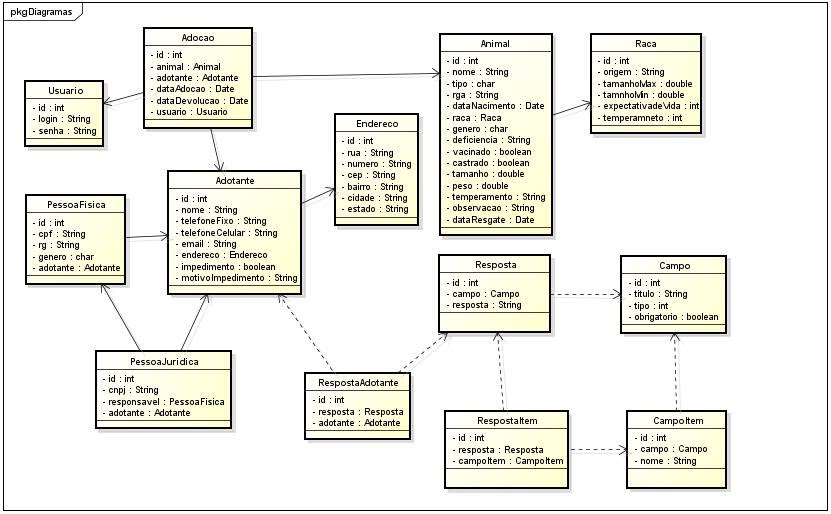 pkgDiagramas
Adocao
- id : int
- animal : Animal
- adotante : Adotante
- dataAdocao : Date
- dataDevolucao : Date
- usuario : Usuario
Animal
- id : int
- nome : String
- tipo : char
- rga : String
- dataNacimento : Date
- raca : Raca
- genero : char
- deficiencia : String
- vacinado : boolean
- castrado : boolean
- tamanho : double
- peso : double
- temperamento : String
- observacao : String
- dataResgate : Date
Raca
- id : int
- origem : String
- tamanhoMax : double
- tamnhoMin : double
- expectativadeVida : int
- temperamneto : int
Usuario
- id : int
- login : String
- senha : String
Endereco
- id : int
- rua : String
- numero : String
- cep : String
- bairro : String
- cidade : String
- estado : String
Adotante
- id : int
- nome : String
- telefoneFixo : String
- telefoneCelular : String
- email : String
- endereco : Endereco
- impedimento : boolean
- motivoImpedimento : String
PessoaFisica
- id : int
- cpf : String
- rg : String
- genero : char
- adotante : Adotante
Resposta
- id : int
- campo : Campo
- resposta : String
Campo
- id : int
- titulo : String
- tipo : int
- obrigatorio : boolean
PessoaJuridica
- id : int
- cnpj : String
- responsavel : PessoaFisica
- adotante : Adotante
RespostaAdotante
- id : int
- resposta : Resposta
- adotante : Adotante
RespostaItem
- id : int
- resposta : Resposta
- campoItem : CampoItem
CampoItem
- id : int
- campo : Campo
- nome : String